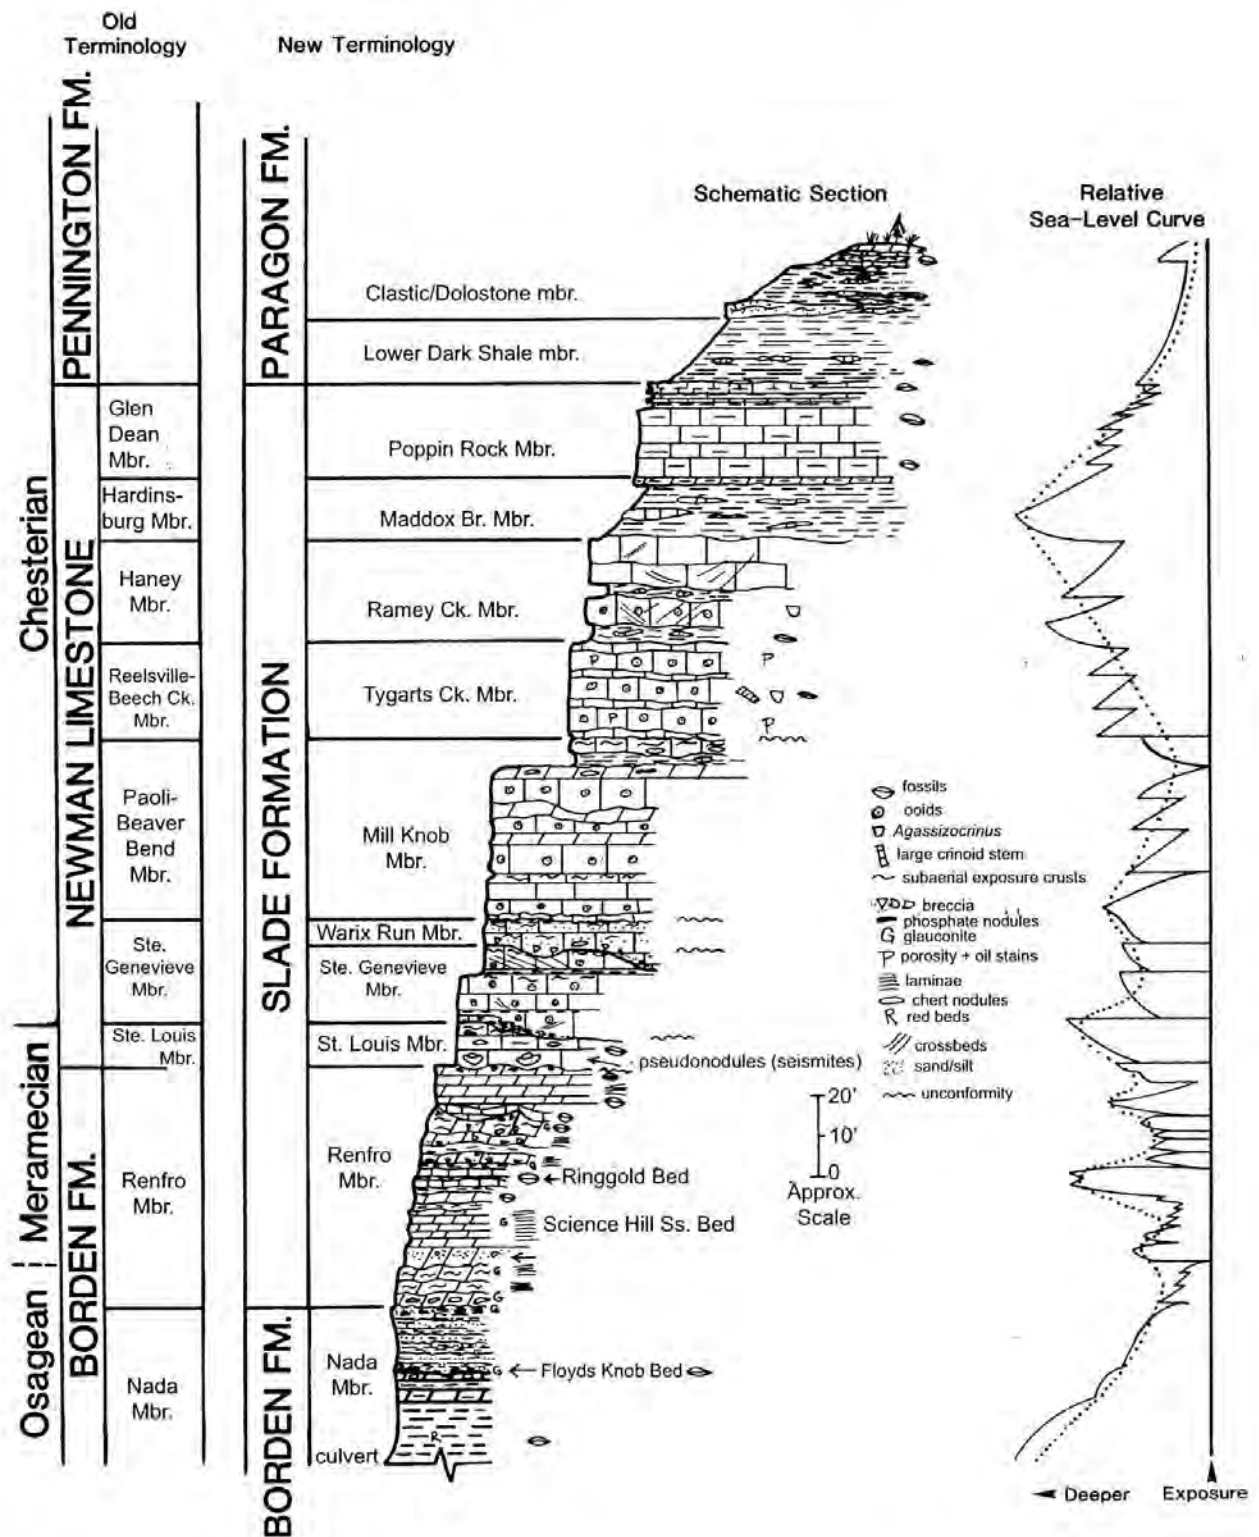 Old
Terminology
New Terminology
Chesterian
Meramecian
Osagean
PENNINGTON FM.
NEWMAN LIMESTONE
BORDEN FM.
Glen
Dean
Mbr.
Hardins-
burg Mbr.
Haney
Mbr.
Reelsville-
Beech Ck.
Mbr.
Paoli-
Beaver
Bend
Mbr.
Ste.
Genevieve
Mbr.
Ste. Louis
Mbr.
Renfro
Mbr.
Nada
Mbr.
PARAGON FM.
SLADE FORMATION
BORDEN FM.
Clastic/Dolostone mbr.
Lower Dark Shale mbr.
Poppin Rock Mbr.
Maddox Br. Mbr.
Ramey Ck. Mbr.
Tygarts Ck. Mbr.
Mill Knob
Mbr.
Warix Run Mbr.
Ste. Genevieve
Mbr.
St. Louis Mbr.
Renfro
Mbr.
Nada
Mbr.
culvert
Schematic Section
pseudonodules (seismites)
Ringgold Bed
Science Hill Ss. Bed
Floyds Knob Bed
20'
10'
0
Approx.
Scale
fossils
ooids
Agassizocrinus
large crinoid stem
subaerial exposure crusts
breccia
phosphate nodules
G glauconite
P porosity + oil stains
laminae
chert nodules
R red beds
crossbeds
sand/silt
unconformity
Relative
Sea-Level Curve
Deeper Exposure